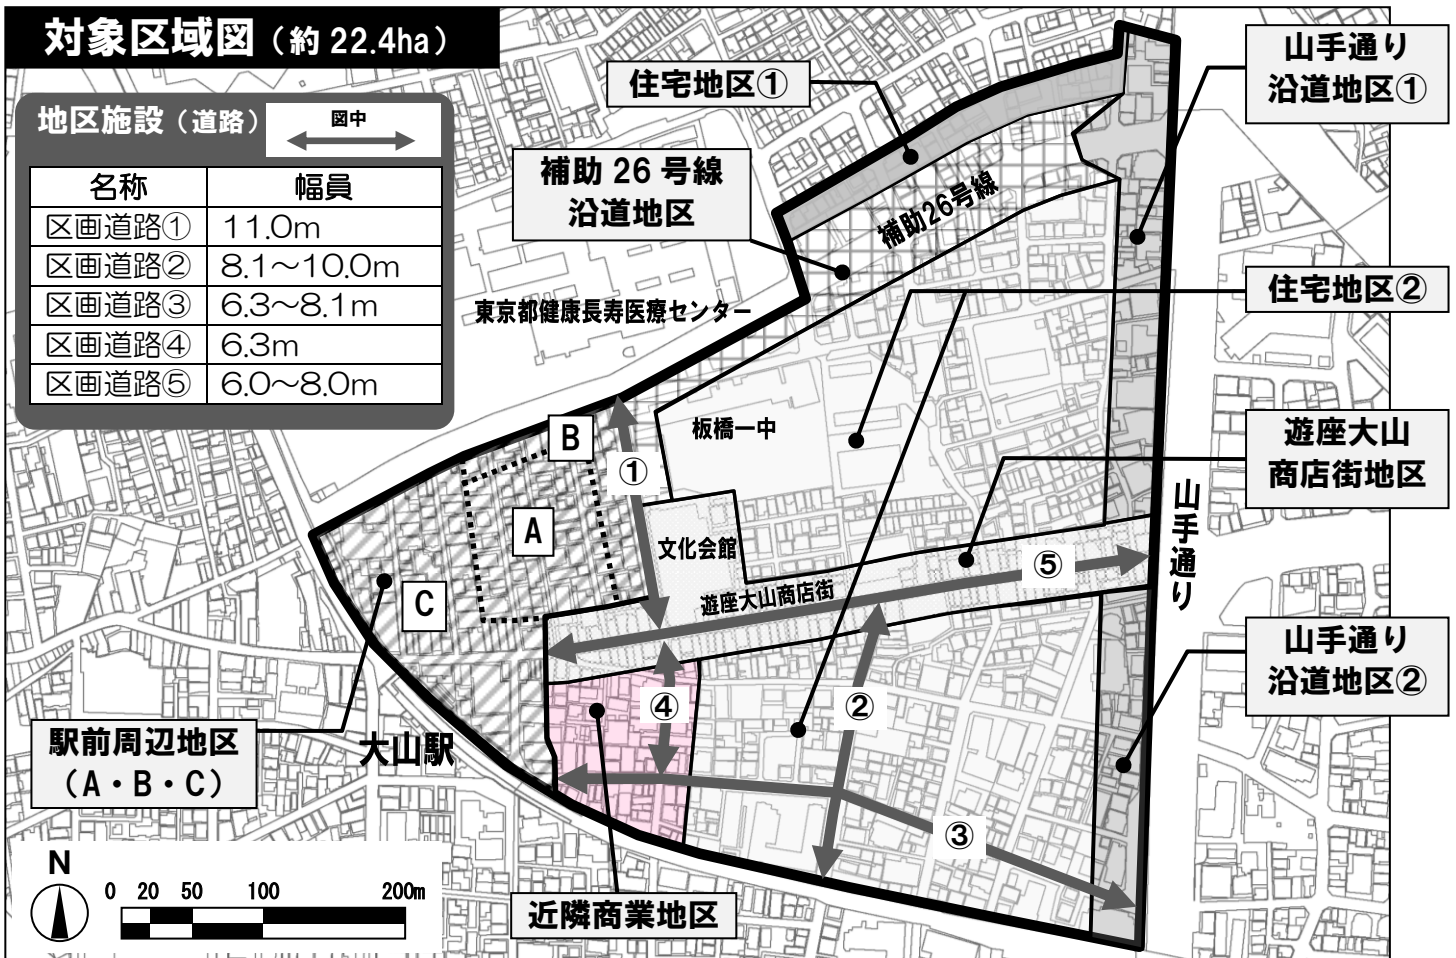 対象区域図（約 22.4ha）
地区施設（道路）
図中
名称 幅員
区画道路① 11.0m
区画道路② 8.1～10.0m
区画道路③ 6.3～8.1m
区画道路④ 6.3m
区画道路⑤ 6.0～8.0m
住宅地区①
補助 26 号線
沿道地区
山手通り
沿道地区①
補助26号線
住宅地区②
東京都健康長寿医療センター
遊座大山
商店街地区
板橋一中
B
①
A
文化会館
山手通り
C
⑤
遊座大山商店街
山手通り
沿道地区②
④
②
駅前周辺地区
（A・B・C）
大山駅
③
近隣商業地区
N
0 20 50 100 200m